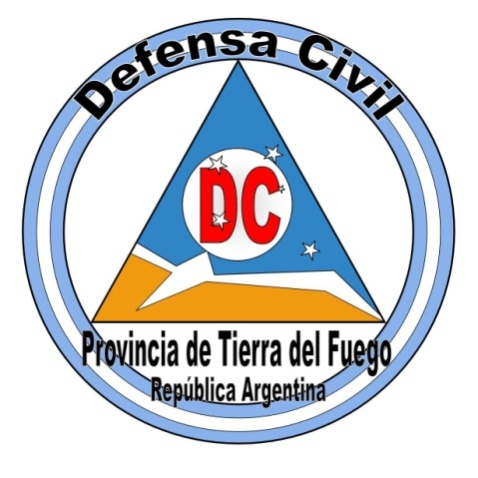 Defensa Civil
DC
Provincia de Tierra del Fuego
República Argentina